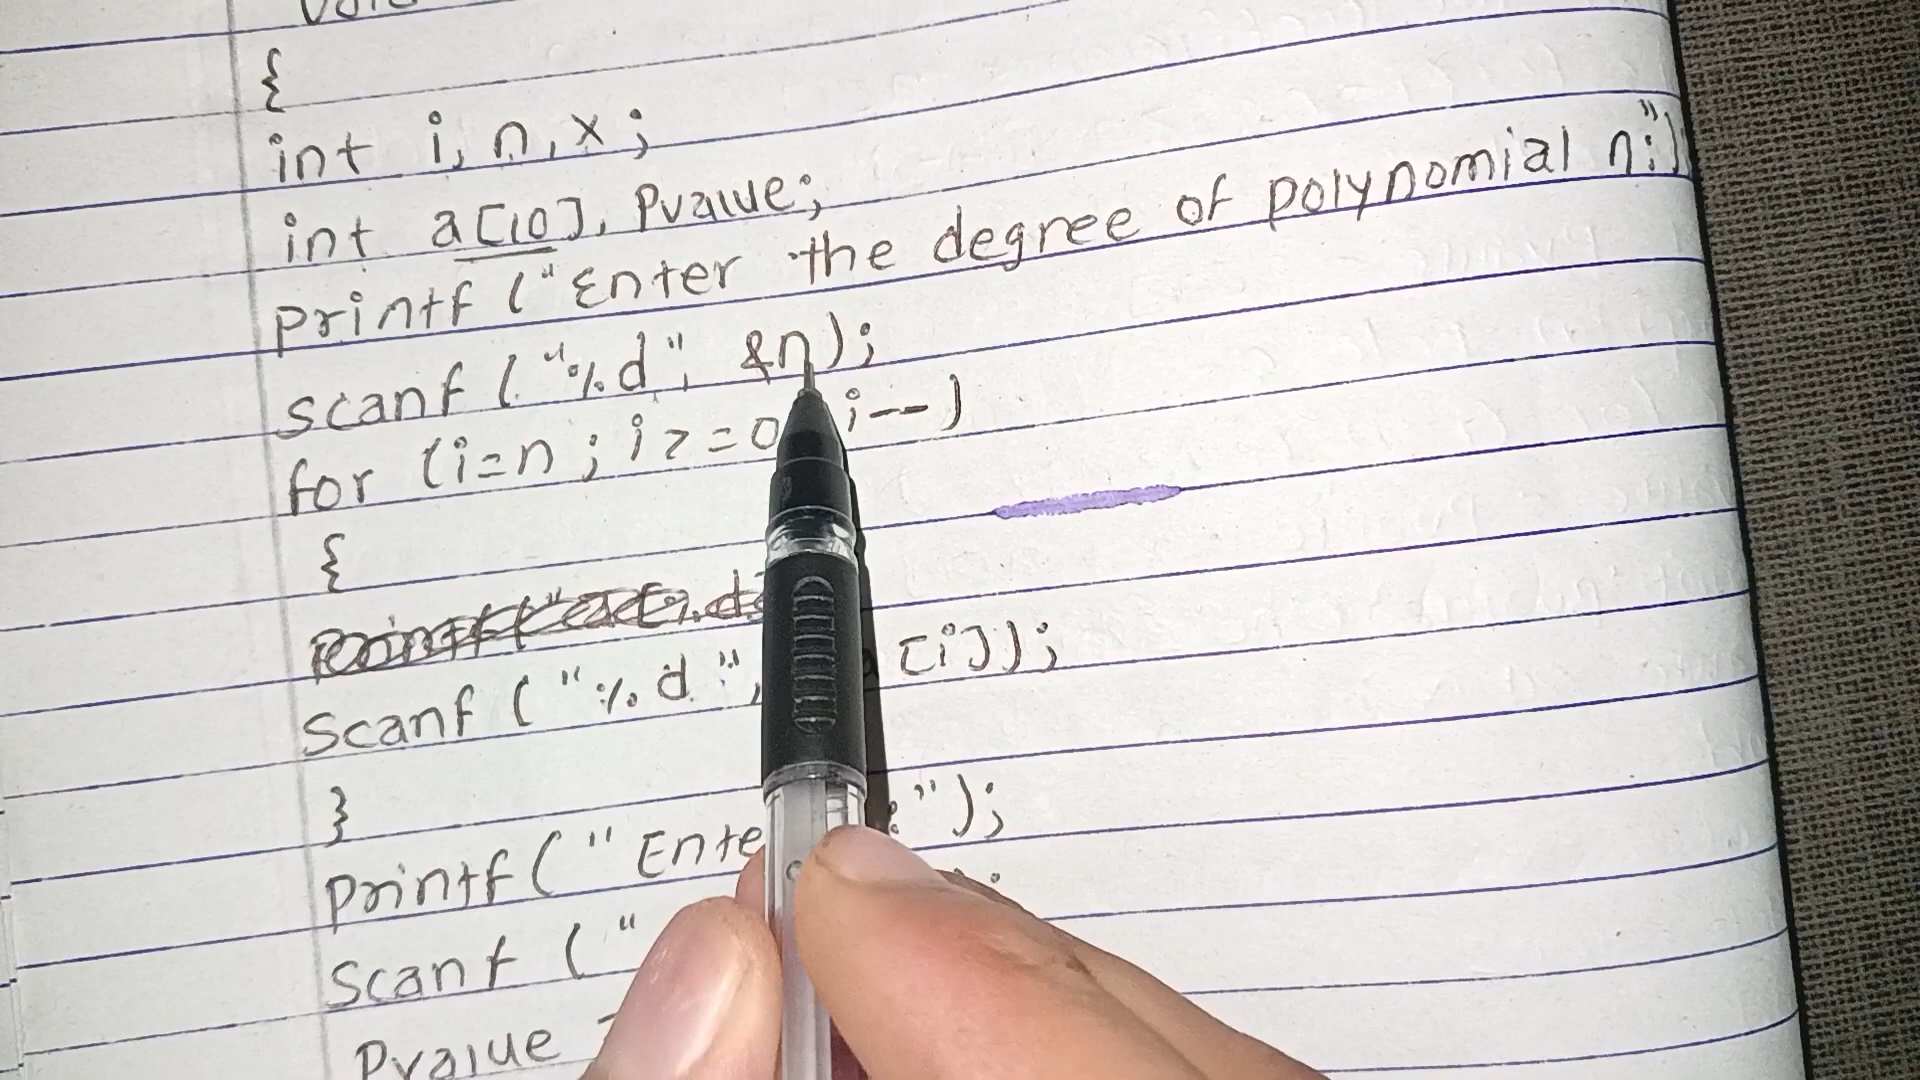 {
int i, n, x;
int a[10], Pvalue;
printf ("Enter the degree of polynomial n:")
scanf ("%d", &n);
for (i=n; i>=0 i--)
{
Scanf ("%d", [i]);
}
Printf("Ente :");
Scanf ("
Pvalue